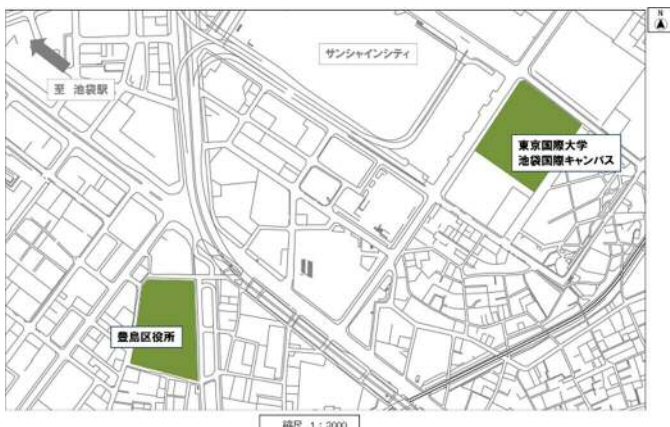 N
サンシャインシティ
至 池袋駅
東京国際大学
池袋国際キャンパス
豊島区役所
縮尺 1:3000